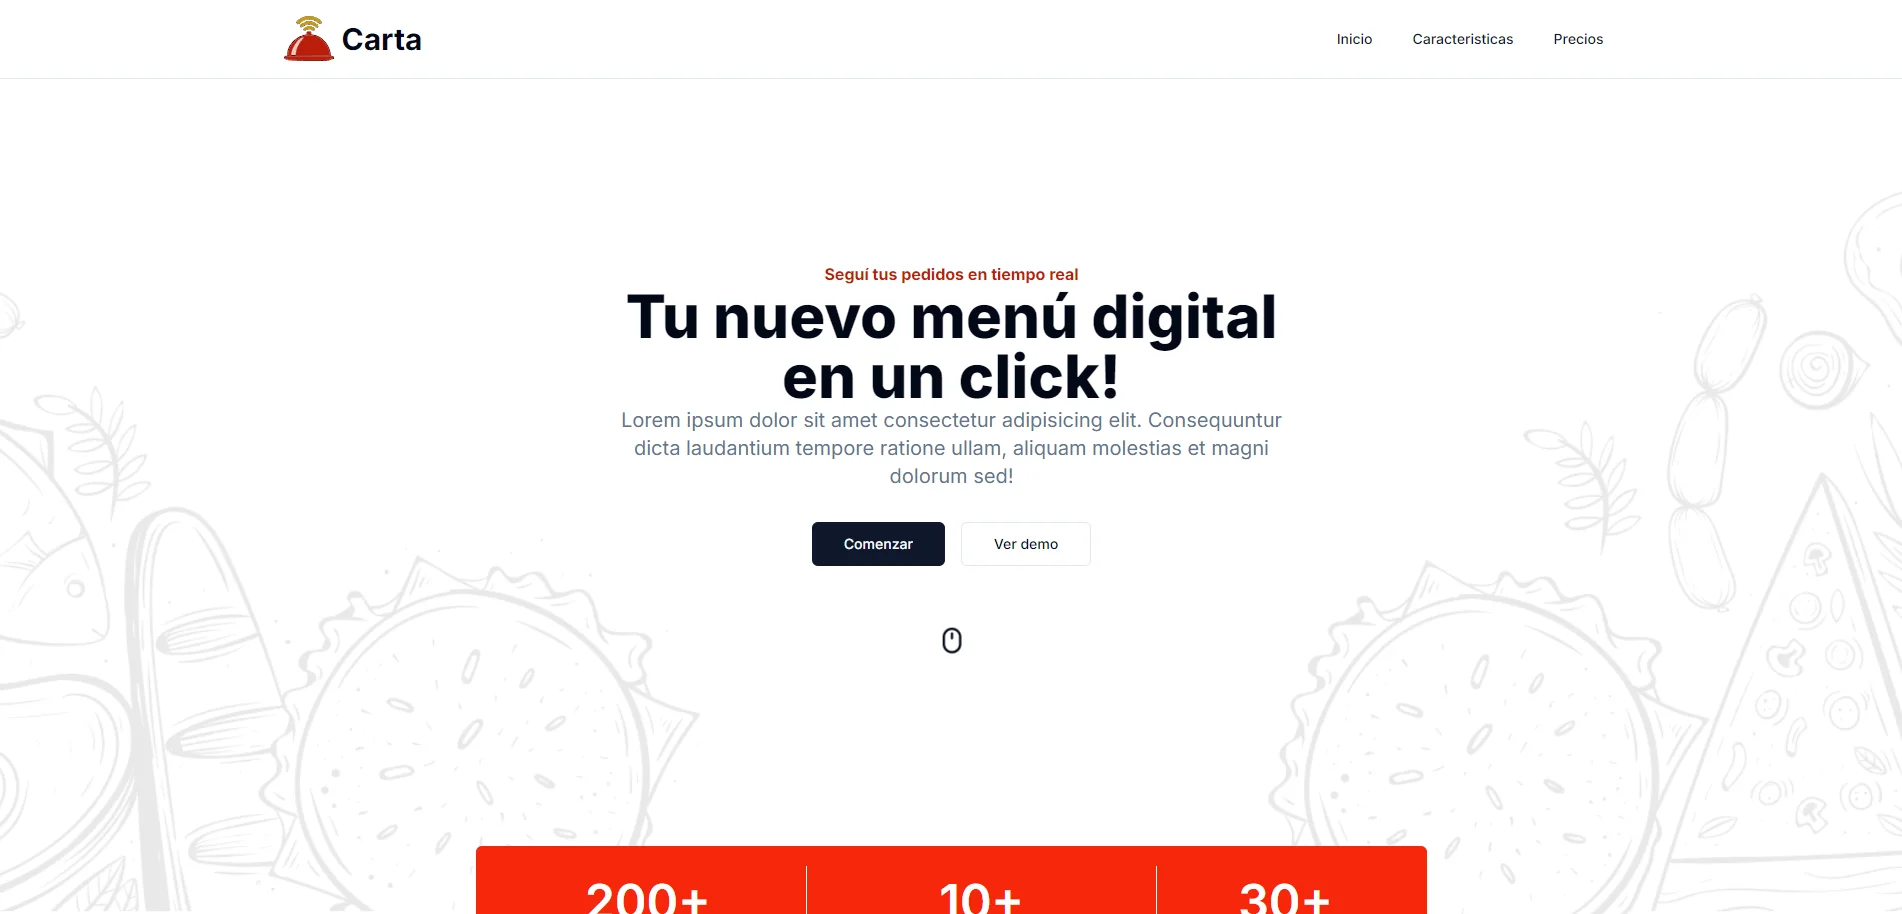 Carta
Inicio
Caracteristicas
Precios
Seguí tus pedidos en tiempo real
Tu nuevo menú digital
en un click!
Lorem ipsum dolor sit amet consectetur adipisicing elit. Consequuntur
dicta laudantium tempore ratione ullam, aliquam molestias et magni
dolorum sed!
Comenzar
Ver demo
200+
10+
30+